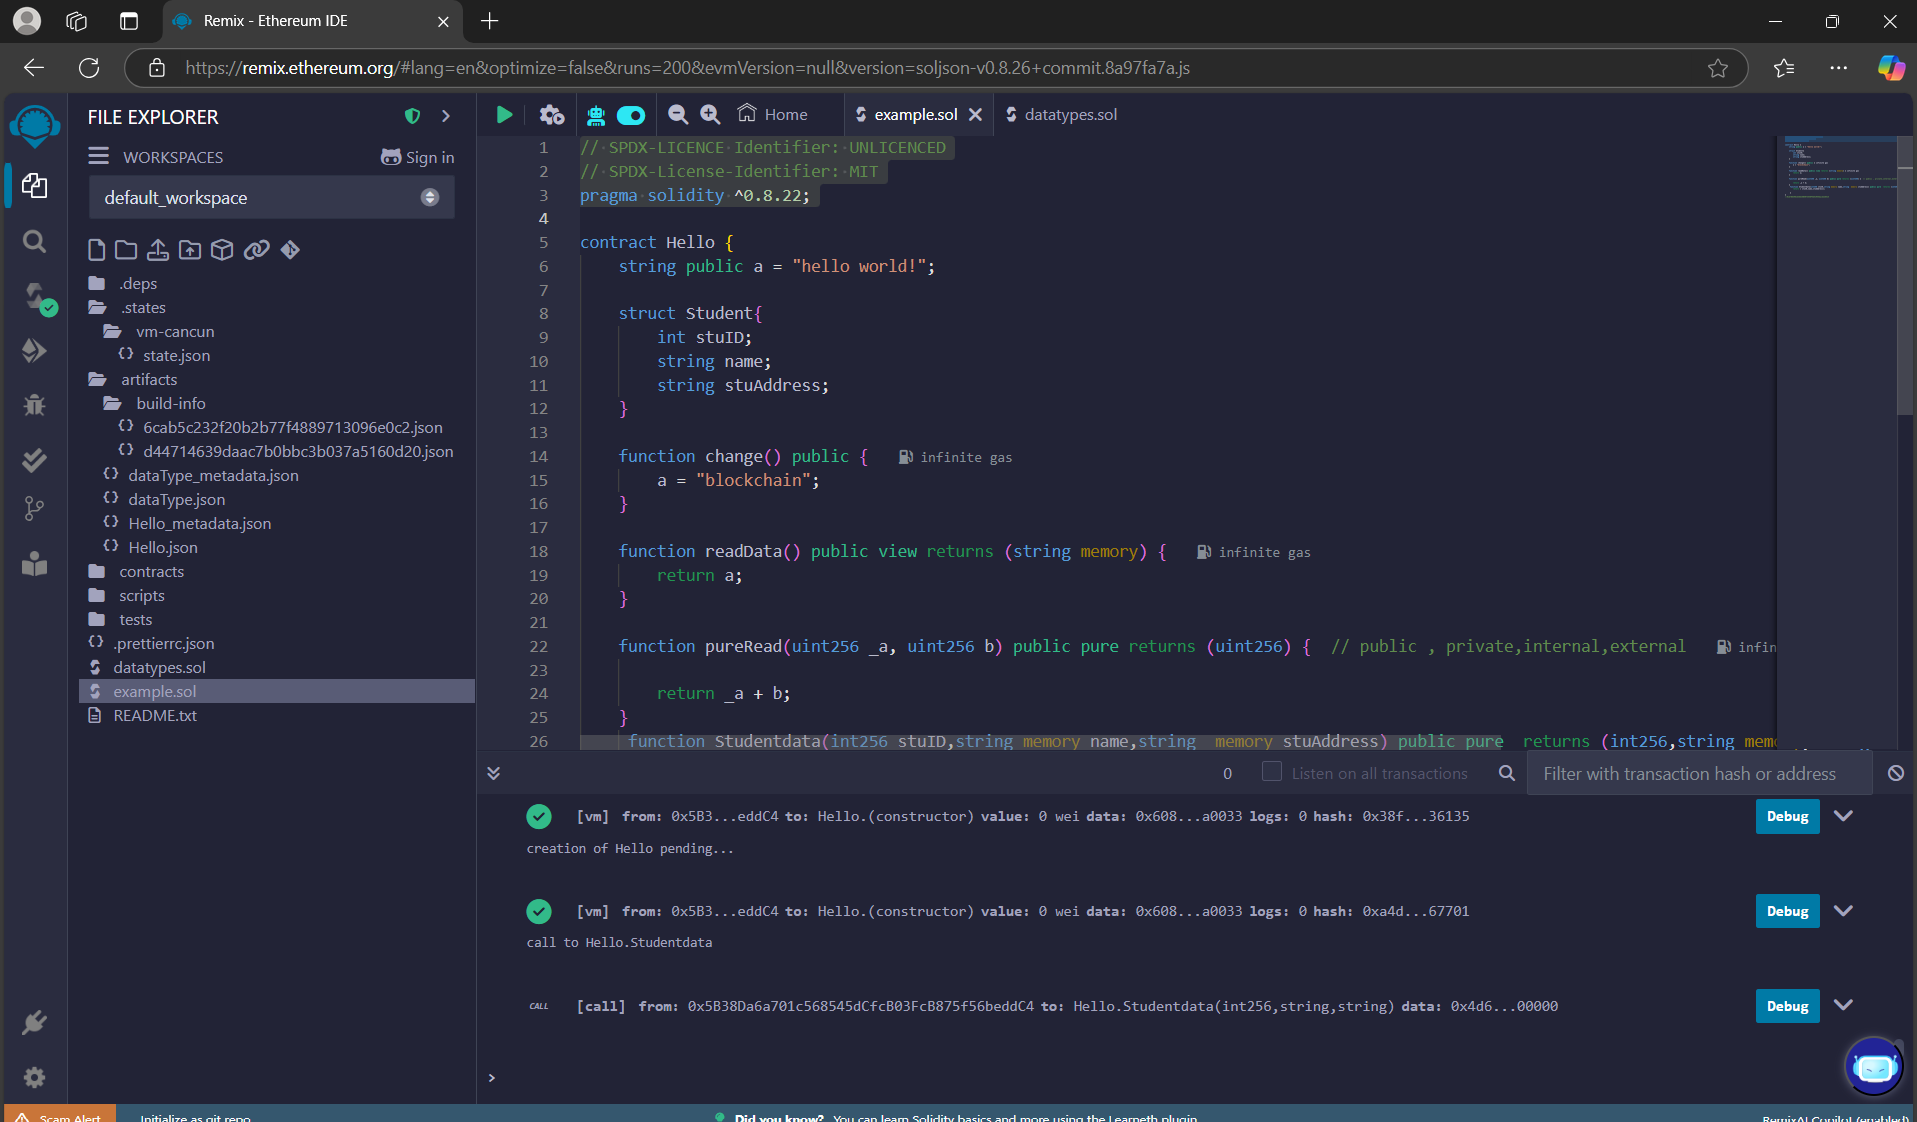 Remix - Ethereum IDE
https://remix.ethereum.org/#lang=en&optimize=false&runs=200&evmVersion=null&version=soljson-v0.8.26+commit.8a97fa7a.js
FILE EXPLORER
WORKSPACES
Sign in
default_workspace
.deps
.states
vm-cancun
state.json
artifacts
build-info
6cab5c232f20b2b77f4889713096e0c2.json
d44714639daac7b0bbc3b037a5160d20.json
dataType_metadata.json
dataType.json
Hello_metadata.json
Hello.json
contracts
scripts
tests
.prettierrc.json
datatypes.sol
example.sol
README.txt
Home
example.sol
datatypes.sol
1 // SPDX-LICENCE Identifier: UNLICENCED
2 // SPDX-License-Identifier: MIT
3 pragma solidity ^0.8.22;
4
5 contract Hello {
6 string public a = "hello world!";
7
8 struct Student{
9 int stuID;
10 string name;
11 string stuAddress;
12 }
13
14 function change() public { infinite gas
15 a = "blockchain";
16 }
17
18 function readData() public view returns (string memory) { infinite gas
19 return a;
20 }
21
22 function pureRead(uint256 _a, uint256 b) public pure returns (uint256) { // public , private,internal,external infin
23
24 return _a + b;
25 }
26 function Studentdata(int256 stuID,string memory name,string memory stuAddress) public pure returns (int256,string mem
0 Listen on all transactions Filter with transaction hash or address
[vm] from: 0x5B3...eddC4 to: Hello.(constructor) value: 0 wei data: 0x608...a0033 logs: 0 hash: 0x38f...36135 Debug
creation of Hello pending...
[vm] from: 0x5B3...eddC4 to: Hello.(constructor) value: 0 wei data: 0x608...a0033 logs: 0 hash: 0xa4d...67701 Debug
call to Hello.Studentdata
CALL [call] from: 0x5B38Da6a701c568545dCfcB03FcB875f56beddC4 to: Hello.Studentdata(int256,string,string) data: 0x4d6...00000 Debug
>
Scam Alert
Initialize as git repo
Did you know? You can learn Solidity basics and more using the Learneth plugin
RemixAI Copilot (enabled)